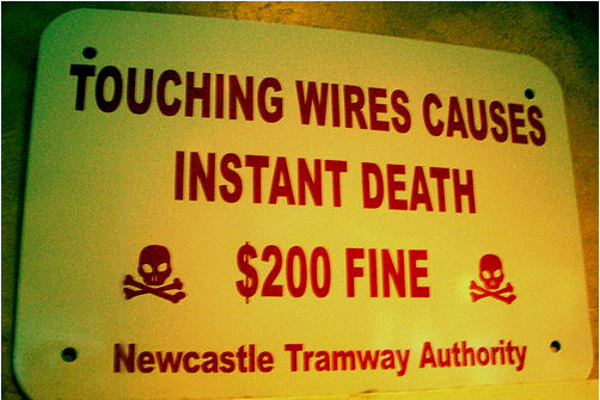 TOUCHING WIRES CAUSES
INSTANT DEATH
$200 FINE
Newcastle Tramway Authority